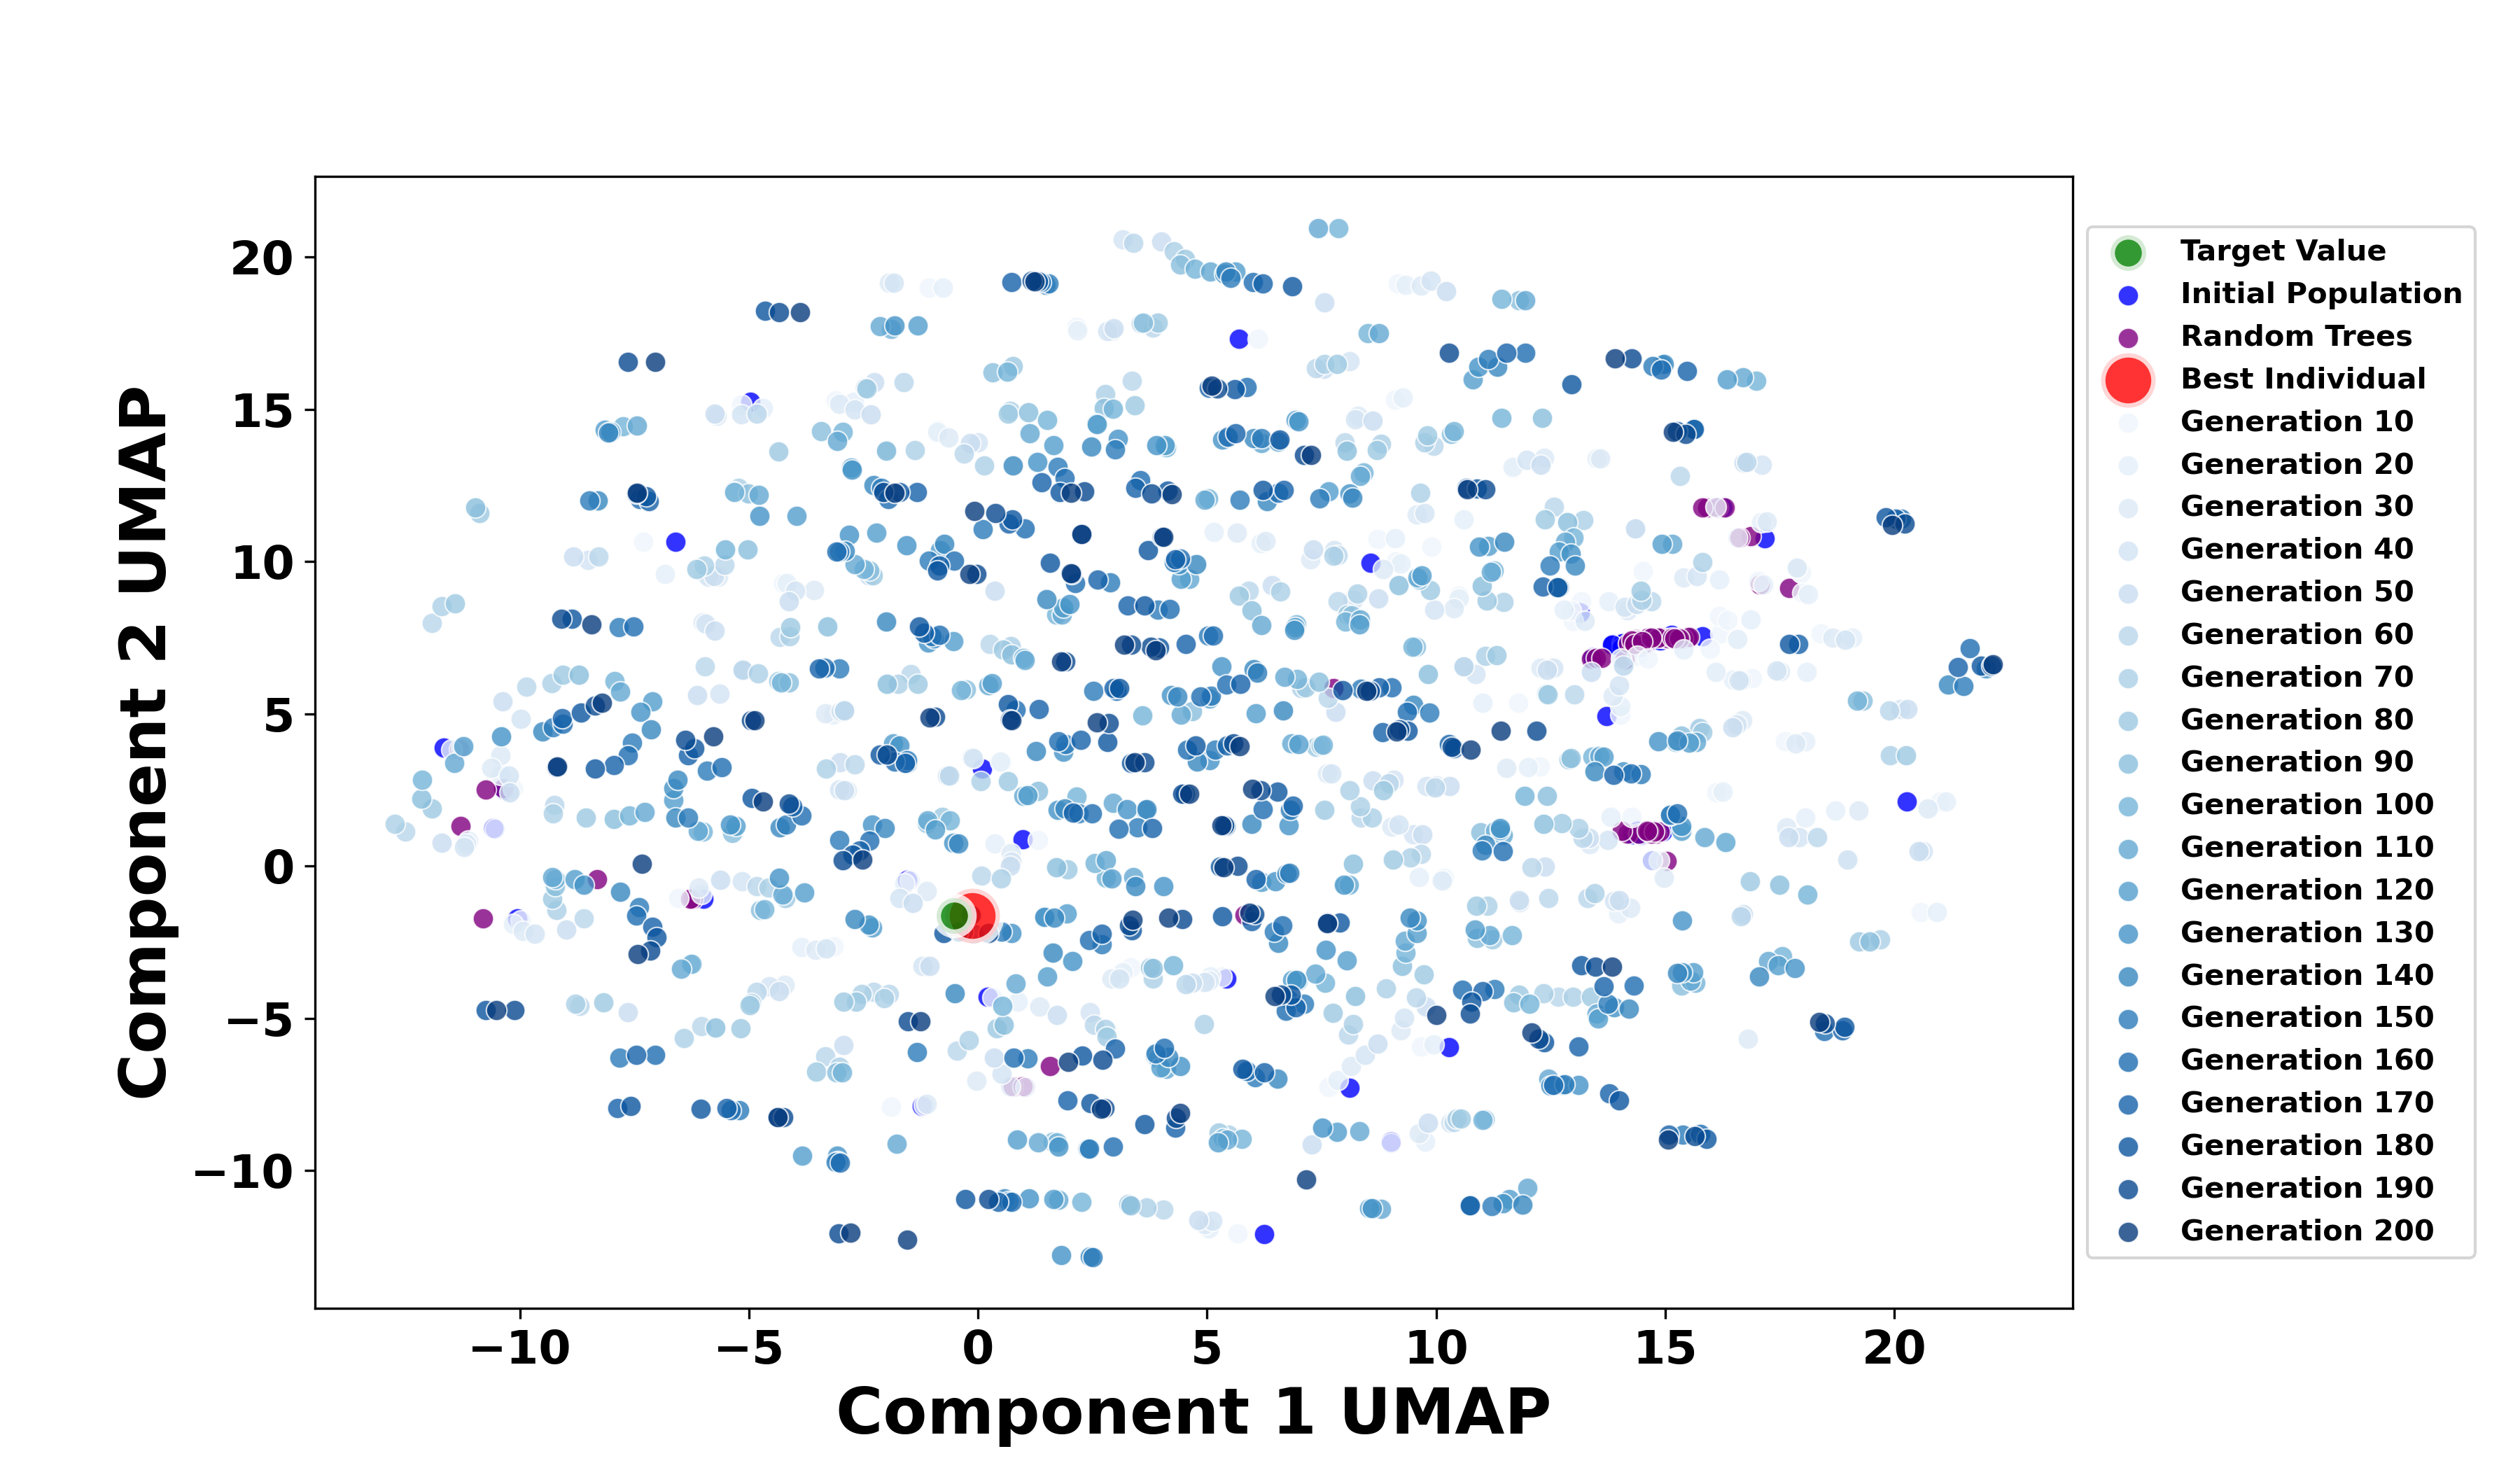 20
15
10
5
0
−5
−10
Component 2 UMAP
−10 −5 0 5 10 15 20
Component 1 UMAP
Target Value
Initial Population
Random Trees
Best Individual
Generation 10
Generation 20
Generation 30
Generation 40
Generation 50
Generation 60
Generation 70
Generation 80
Generation 90
Generation 100
Generation 110
Generation 120
Generation 130
Generation 140
Generation 150
Generation 160
Generation 170
Generation 180
Generation 190
Generation 200